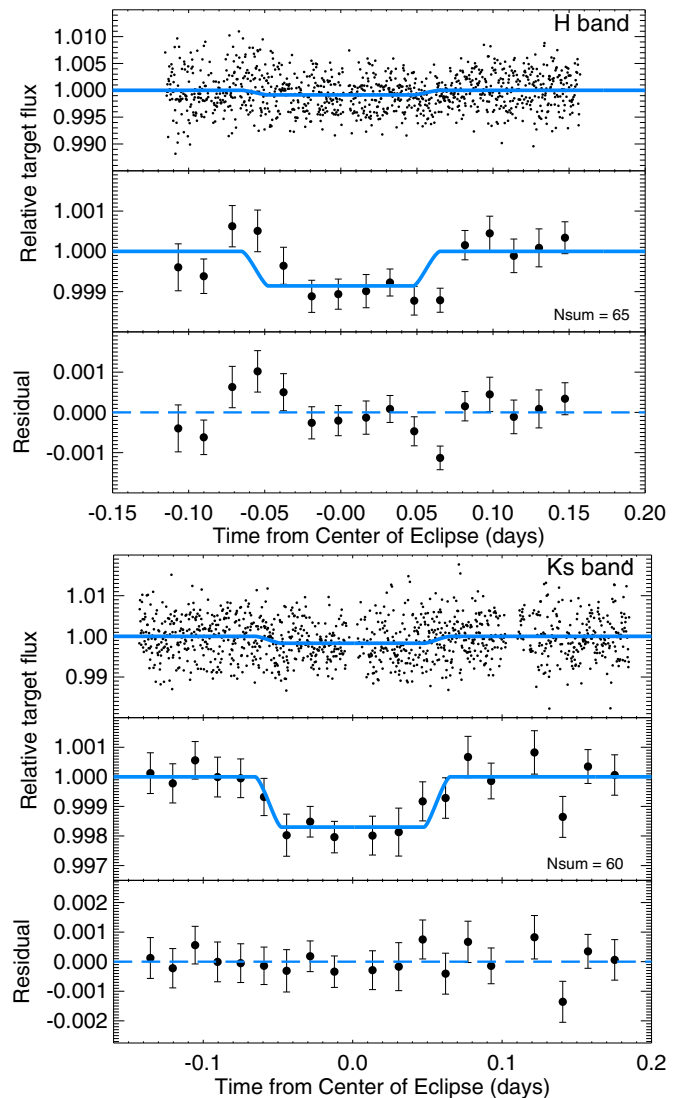 H band
1.010
1.005
1.000
0.995
0.990
Relative target flux
1.001
1.000
0.999
Nsum = 65
Residual
0.001
0.000
-0.001
-0.15 -0.10 -0.05 -0.00 0.05 0.10 0.15 0.20
Time from Center of Eclipse (days)
Ks band
1.01
1.00
0.99
Relative target flux
1.001
1.000
0.999
0.998
0.997
Nsum = 60
Residual
0.002
0.001
0.000
-0.001
-0.002
-0.1 0.0 0.1 0.2
Time from Center of Eclipse (days)